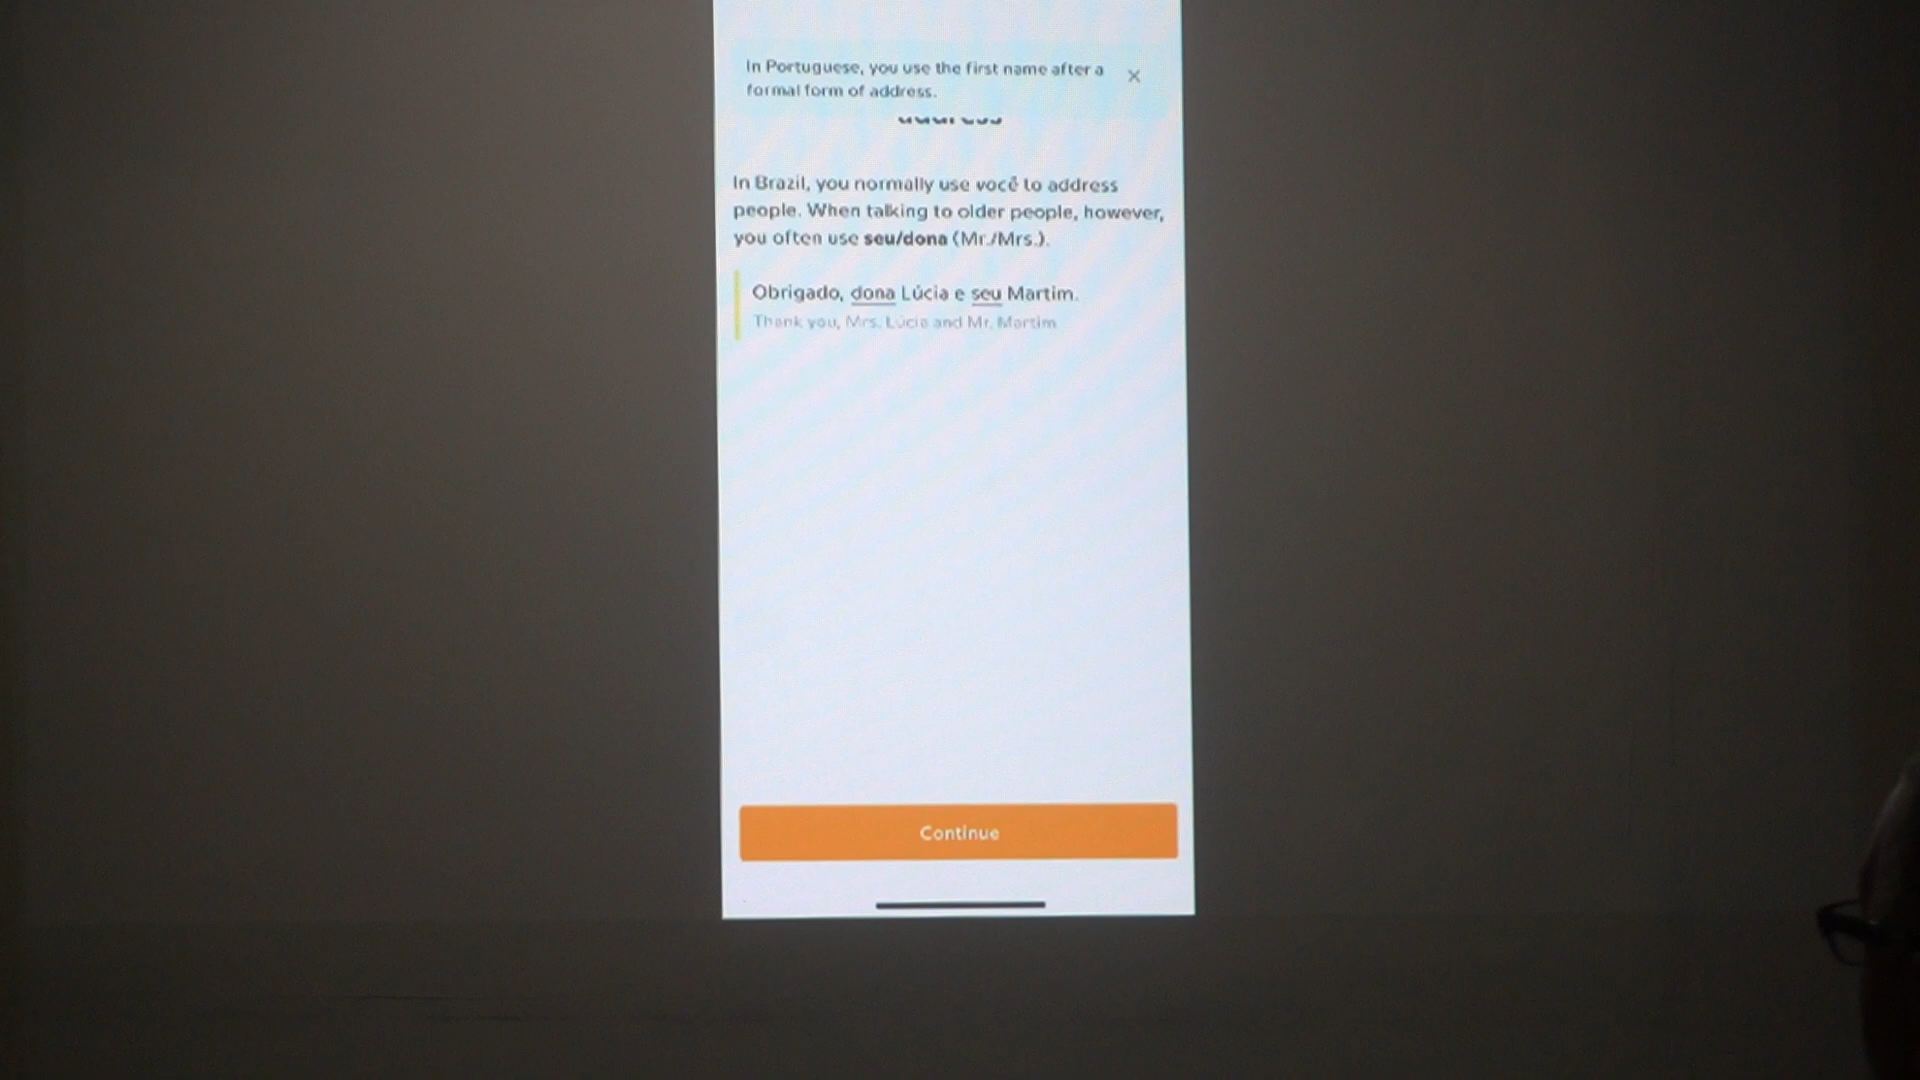 In Portuguese, you use the first name after a
formal form of address.
In Brazil, you normally use você to address
people. When talking to older people, however,
you often use seu/dona (Mr./Mrs.).
Obrigado, dona Lúcia e seu Martim.
Thank you, Mrs. Lúcia and Mr. Martim.
Continue